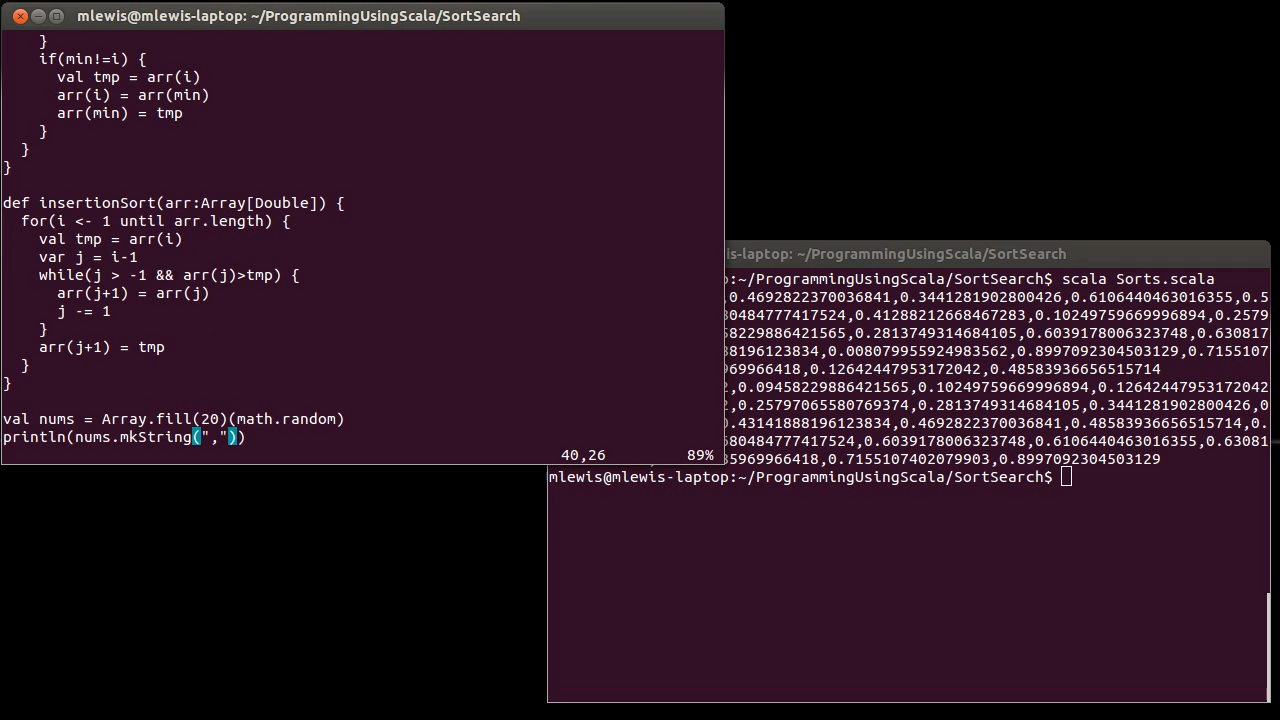 mlewis@mlewis-laptop: ~/ProgrammingUsingScala/SortSearch
    }
    if(min!=i) {
      val tmp = arr(i)
      arr(i) = arr(min)
      arr(min) = tmp
    }
  }
}
def insertionSort(arr:Array[Double]) {
  for(i <- 1 until arr.length) {
    val tmp = arr(i)
    var j = i-1
    while(j > -1 && arr(j)>tmp) {
      arr(j+1) = arr(j)
      j -= 1
    }
    arr(j+1) = tmp
  }
}
val nums = Array.fill(20)(math.random)
println(nums.mkString(","))
40,26 89%
is-laptop: ~/ProgrammingUsingScala/SortSearch
p:~/ProgrammingUsingScala/SortSearch$ scala Sorts.scala
,0.4692822370036841,0.3441281902800426,0.6106440463016355,0.5
80484777417524,0.41288212668467283,0.10249759669996894,0.2579
58229886421565,0.2813749314684105,0.6039178006323748,0.630817
88196123834,0.008079955924983562,0.8997092304503129,0.7155107
969966418,0.12642447953172042,0.48583936656515714
2,0.09458229886421565,0.10249759669996894,0.12642447953172042
2,0.25797065580769374,0.2813749314684105,0.3441281902800426,0
,0.43141888196123834,0.4692822370036841,0.48583936656515714,0
580484777417524,0.6039178006323748,0.6106440463016355,0.63081
85969966418,0.7155107402079903,0.8997092304503129
mlewis@mlewis-laptop:~/ProgrammingUsingScala/SortSearch$